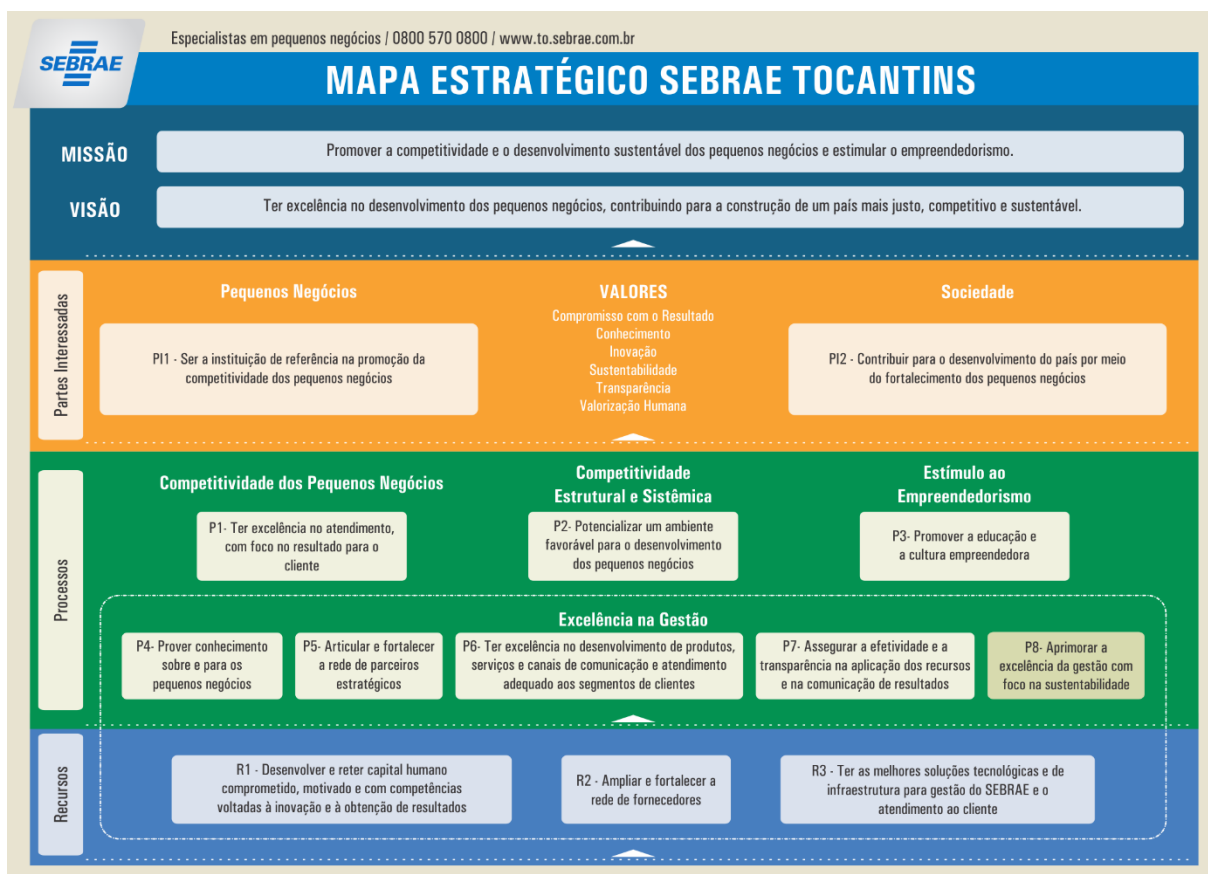 SEBRAE
Especialistas em pequenos negócios / 0800 570 0800 / www.to.sebrae.com.br
MAPA ESTRATÉGICO SEBRAE TOCANTINS
MISSÃO
Promover a competitividade e o desenvolvimento sustentável dos pequenos negócios e estimular o empreendedorismo.
VISÃO
Ter excelência no desenvolvimento dos pequenos negócios, contribuindo para a construção de um país mais justo, competitivo e sustentável.
Partes Interessadas
Pequenos Negócios
PI1 - Ser a instituição de referência na promoção da
competitividade dos pequenos negócios
VALORES
Compromisso com o Resultado
Conhecimento
Inovação
Sustentabilidade
Transparência
Valorização Humana
Sociedade
PI2 - Contribuir para o desenvolvimento do país por meio
do fortalecimento dos pequenos negócios
Processos
Competitividade dos Pequenos Negócios
P1- Ter excelência no atendimento,
com foco no resultado para o
cliente
Competitividade
Estrutural e Sistêmica
P2- Potencializar um ambiente
favorável para o desenvolvimento
dos pequenos negócios
Estímulo ao
Empreendedorismo
P3- Promover a educação e
a cultura empreendedora
Excelência na Gestão
P4- Prover conhecimento
sobre e para os
pequenos negócios
P5- Articular e fortalecer
a rede de parceiros
estratégicos
P6- Ter excelência no desenvolvimento de produtos,
serviços e canais de comunicação e atendimento
adequado aos segmentos de clientes
P7- Assegurar a efetividade e a
transparência na aplicação dos recursos
e na comunicação de resultados
P8- Aprimorar a
excelência da gestão com
foco na sustentabilidade
Recursos
R1 - Desenvolver e reter capital humano
comprometido, motivado e com competências
voltadas à inovação e à obtenção de resultados
R2 - Ampliar e fortalecer a
rede de fornecedores
R3 - Ter as melhores soluções tecnológicas e de
infraestrutura para gestão do SEBRAE e o
atendimento ao cliente